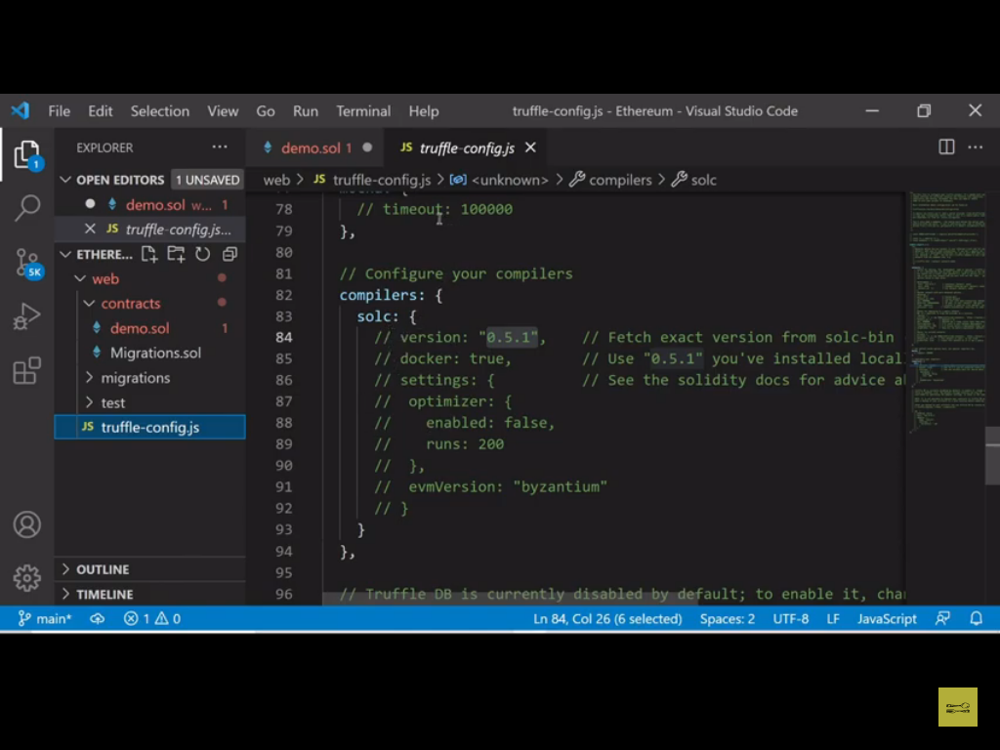 File Edit Selection View Go Run Terminal Help truffle-config.js - Ethereum - Visual Studio Code
EXPLORER
demo.sol 1
JS truffle-config.js
OPEN EDITORS 1 UNSAVED
demo.sol w... 1
JS truffle-config.js...
ETHERE...
web
contracts
demo.sol 1
Migrations.sol
migrations
test
JS truffle-config.js
OUTLINE
TIMELINE
1
5K
web > JS truffle-config.js > <unknown> > compilers > solc
78 // timeout: 100000
79 },
80
81 // Configure your compilers
82 compilers: {
83 solc: {
84 // version: "0.5.1", // Fetch exact version from solc-bin
85 // docker: true, // Use "0.5.1" you've installed local
86 // settings: { // See the solidity docs for advice a
87 // optimizer: {
88 // enabled: false,
89 // runs: 200
90 // },
91 // evmVersion: "byzantium"
92 // }
93 }
94 },
95
96 // Truffle DB is currently disabled by default; to enable it, cha
main* 1 0 Ln 84, Col 26 (6 selected) Spaces: 2 UTF-8 LF JavaScript